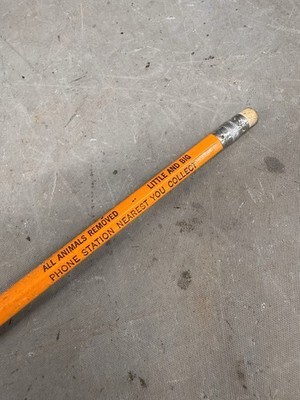 ALL ANIMALS REMOVED LITTLE AND BIG
PHONE STATION NEAREST YOU COLLECT